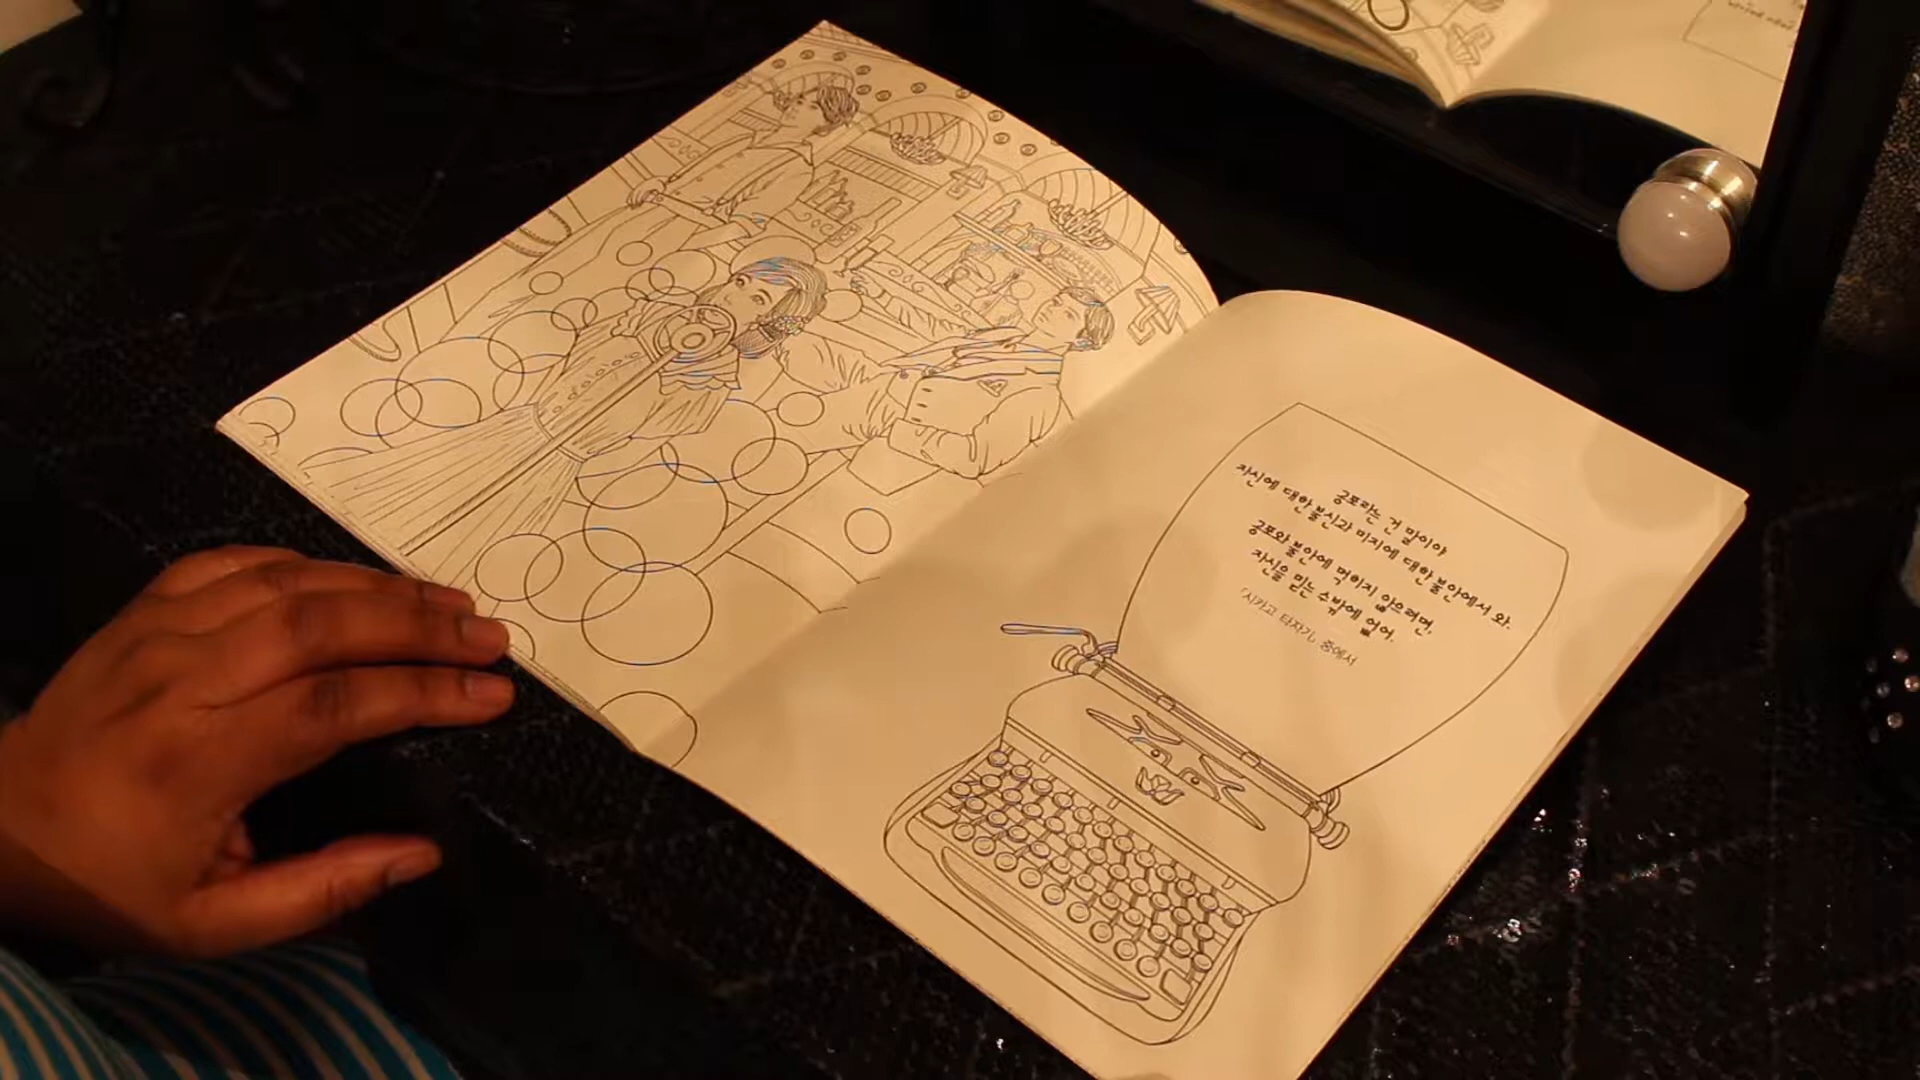 공포라는 건 말이야
자신에 대한 불신과 미지에 대한 불안에서 와.
공포와 불안에 먹히지 않으려면,
자신을 믿는 수밖에 없어.
『시카고 타자기』 중에서